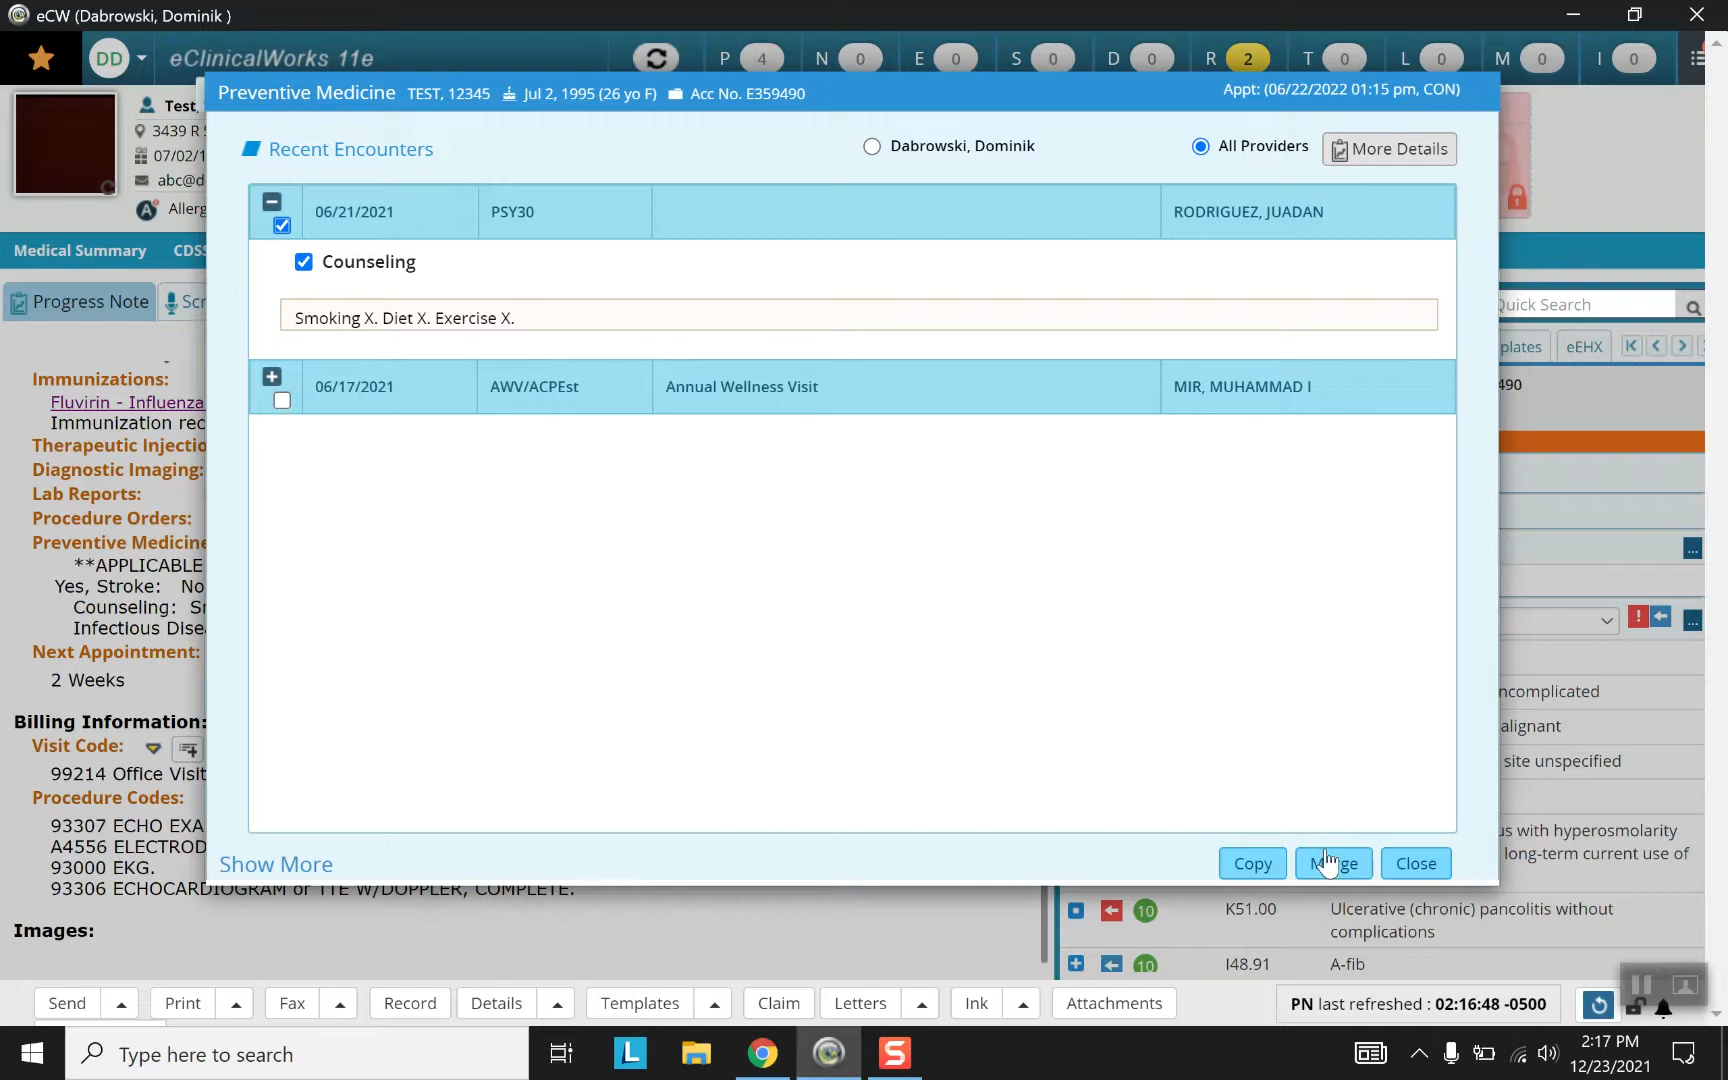 eCW (Dabrowski, Dominik )
DD eClinicalWorks 11e P 4 N 0 E 0 S 0 D 0 R 2 T 0 L 0 M 0 I 0
Preventive Medicine TEST, 12345 Jul 2, 1995 (26 yo F) Acc No. E359490 Appt: (06/22/2022 01:15 pm, CON)
Test,
3439 R
07/02/1
abc@d
Allerg
Recent Encounters Dabrowski, Dominik All Providers More Details
06/21/2021 PSY30 RODRIGUEZ, JUADAN
Counseling
Smoking X. Diet X. Exercise X.
06/17/2021 AWV/ACPEst Annual Wellness Visit MIR, MUHAMMAD I
Show More Copy Close
Medical Summary CDSS
Progress Note Scr
Quick Search
plates eEHX
490
Immunizations:
Fluvirin - Influenza
Immunization rec
Therapeutic Injectio
Diagnostic Imaging:
Lab Reports:
Procedure Orders:
Preventive Medicine
**APPLICABLE
Yes, Stroke: No
Counseling: Sr
Infectious Dise
Next Appointment:
2 Weeks
Billing Information:
Visit Code:
99214 Office Visit
Procedure Codes:
93307 ECHO EXA
A4556 ELECTROD
93000 EKG.
93306 ECHOCARDIOGRAM or TTE W/DOPPLER, COMPLETE.
Images:
ncomplicated
alignant
site unspecified
us with hyperosmolarity
long-term current use of
10 K51.00 Ulcerative (chronic) pancolitis without
complications
10 I48.91 A-fib
Send Print Fax Record Details Templates Claim Letters Ink Attachments PN last refreshed : 02:16:48 -0500
Type here to search L S 2:17 PM
12/23/2021